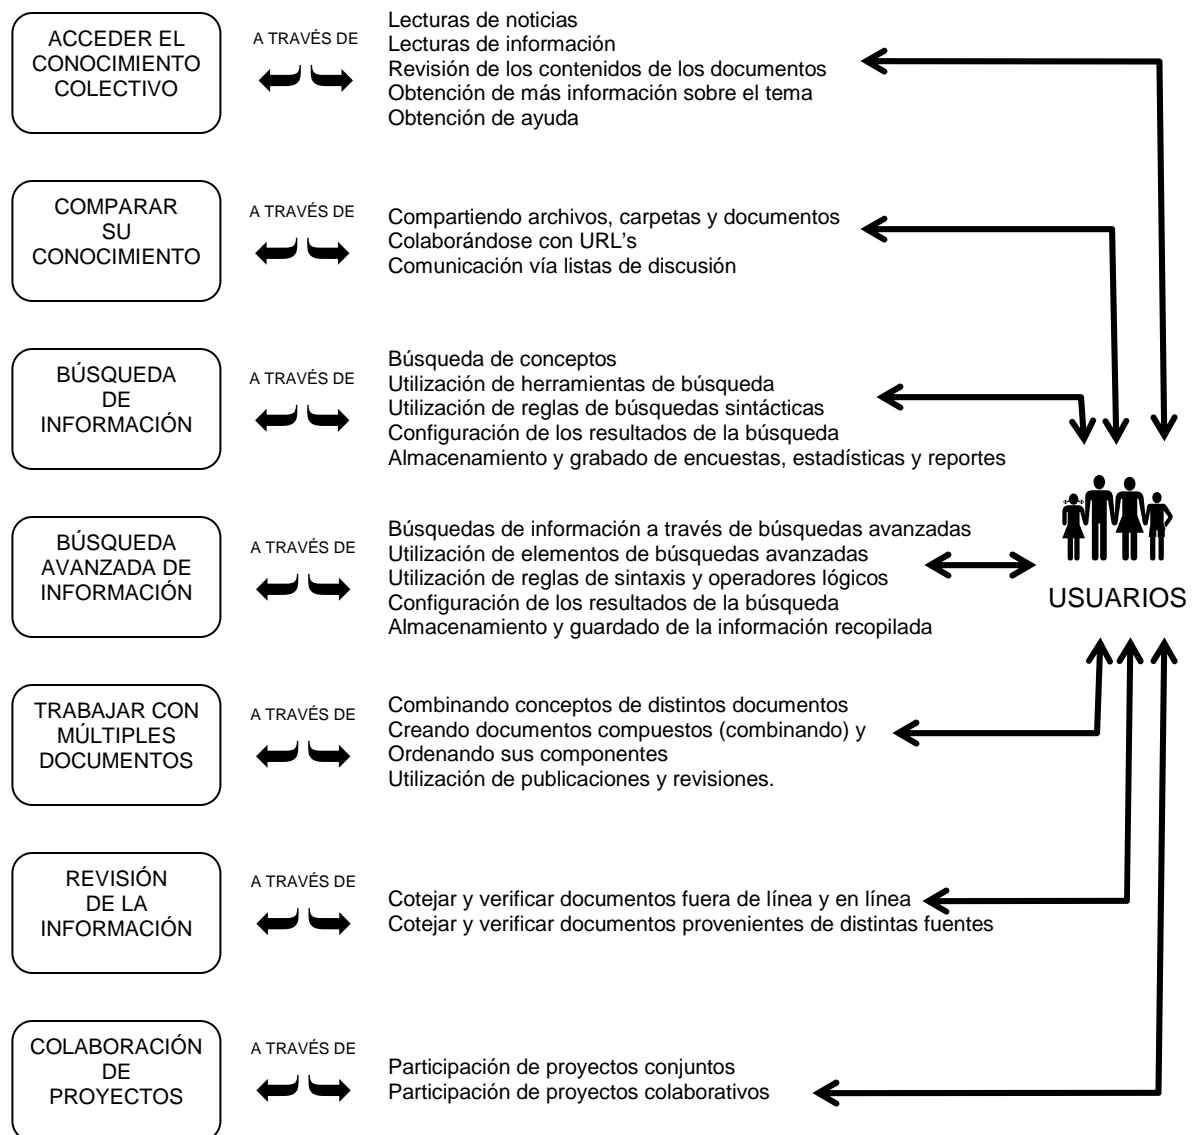 ACCEDER EL
CONOCIMIENTO
COLECTIVO
A TRAVÉS DE
Lecturas de noticias
Lecturas de información
Revisión de los contenidos de los documentos
Obtención de más información sobre el tema
Obtención de ayuda
COMPARAR
SU
CONOCIMIENTO
A TRAVÉS DE
Compartiendo archivos, carpetas y documentos
Colaborándose con URL's
Comunicación vía listas de discusión
BÚSQUEDA
DE
INFORMACIÓN
A TRAVÉS DE
Búsqueda de conceptos
Utilización de herramientas de búsqueda
Utilización de reglas de búsquedas sintácticas
Configuración de los resultados de la búsqueda
Almacenamiento y grabado de encuestas, estadísticas y reportes
BÚSQUEDA
AVANZADA DE
INFORMACIÓN
A TRAVÉS DE
Búsquedas de información a través de búsquedas avanzadas
Utilización de elementos de búsquedas avanzadas
Utilización de reglas de sintaxis y operadores lógicos
Configuración de los resultados de la búsqueda
Almacenamiento y guardado de la información recopilada
USUARIOS
TRABAJAR CON
MÚLTIPLES
DOCUMENTOS
A TRAVÉS DE
Combinando conceptos de distintos documentos
Creando documentos compuestos (combinando) y
Ordenando sus componentes
Utilización de publicaciones y revisiones.
REVISIÓN
DE LA
INFORMACIÓN
A TRAVÉS DE
Cotejar y verificar documentos fuera de línea y en línea
Cotejar y verificar documentos provenientes de distintas fuentes
COLABORACIÓN
DE
PROYECTOS
A TRAVÉS DE
Participación de proyectos conjuntos
Participación de proyectos colaborativos